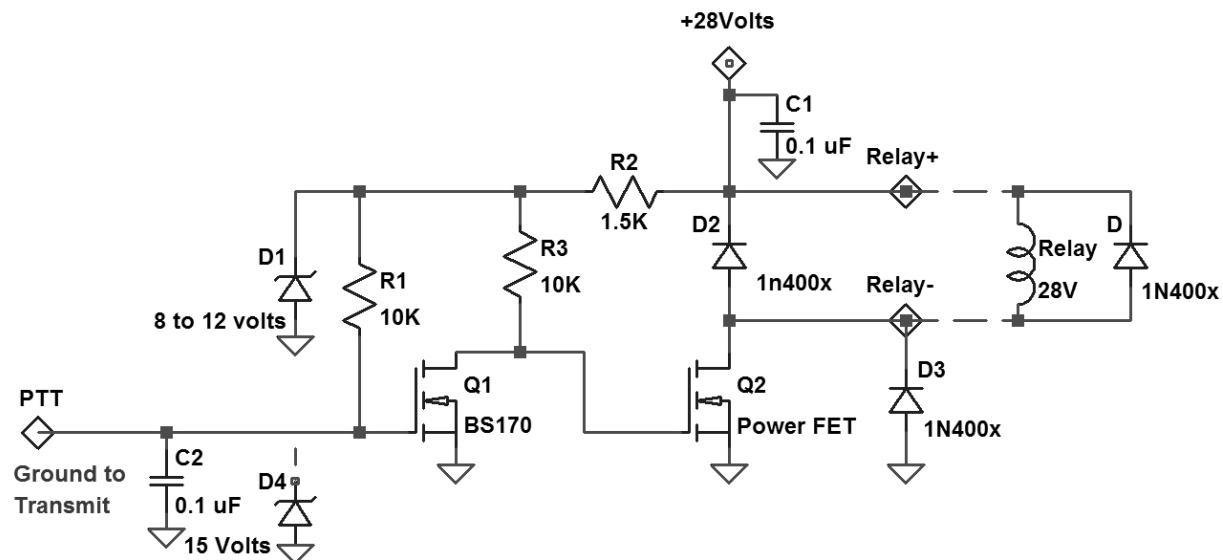 +28Volts
C1
0.1 uF
Relay+
R2
1.5K
D2
1n400x
D1
8 to 12 volts
R1
10K
R3
10K
Relay
28V
D
1N400x
Relay-
D3
1N400x
Q1
BS170
Q2
Power FET
PTT
Ground to
Transmit
C2
0.1 uF
D4
15 Volts